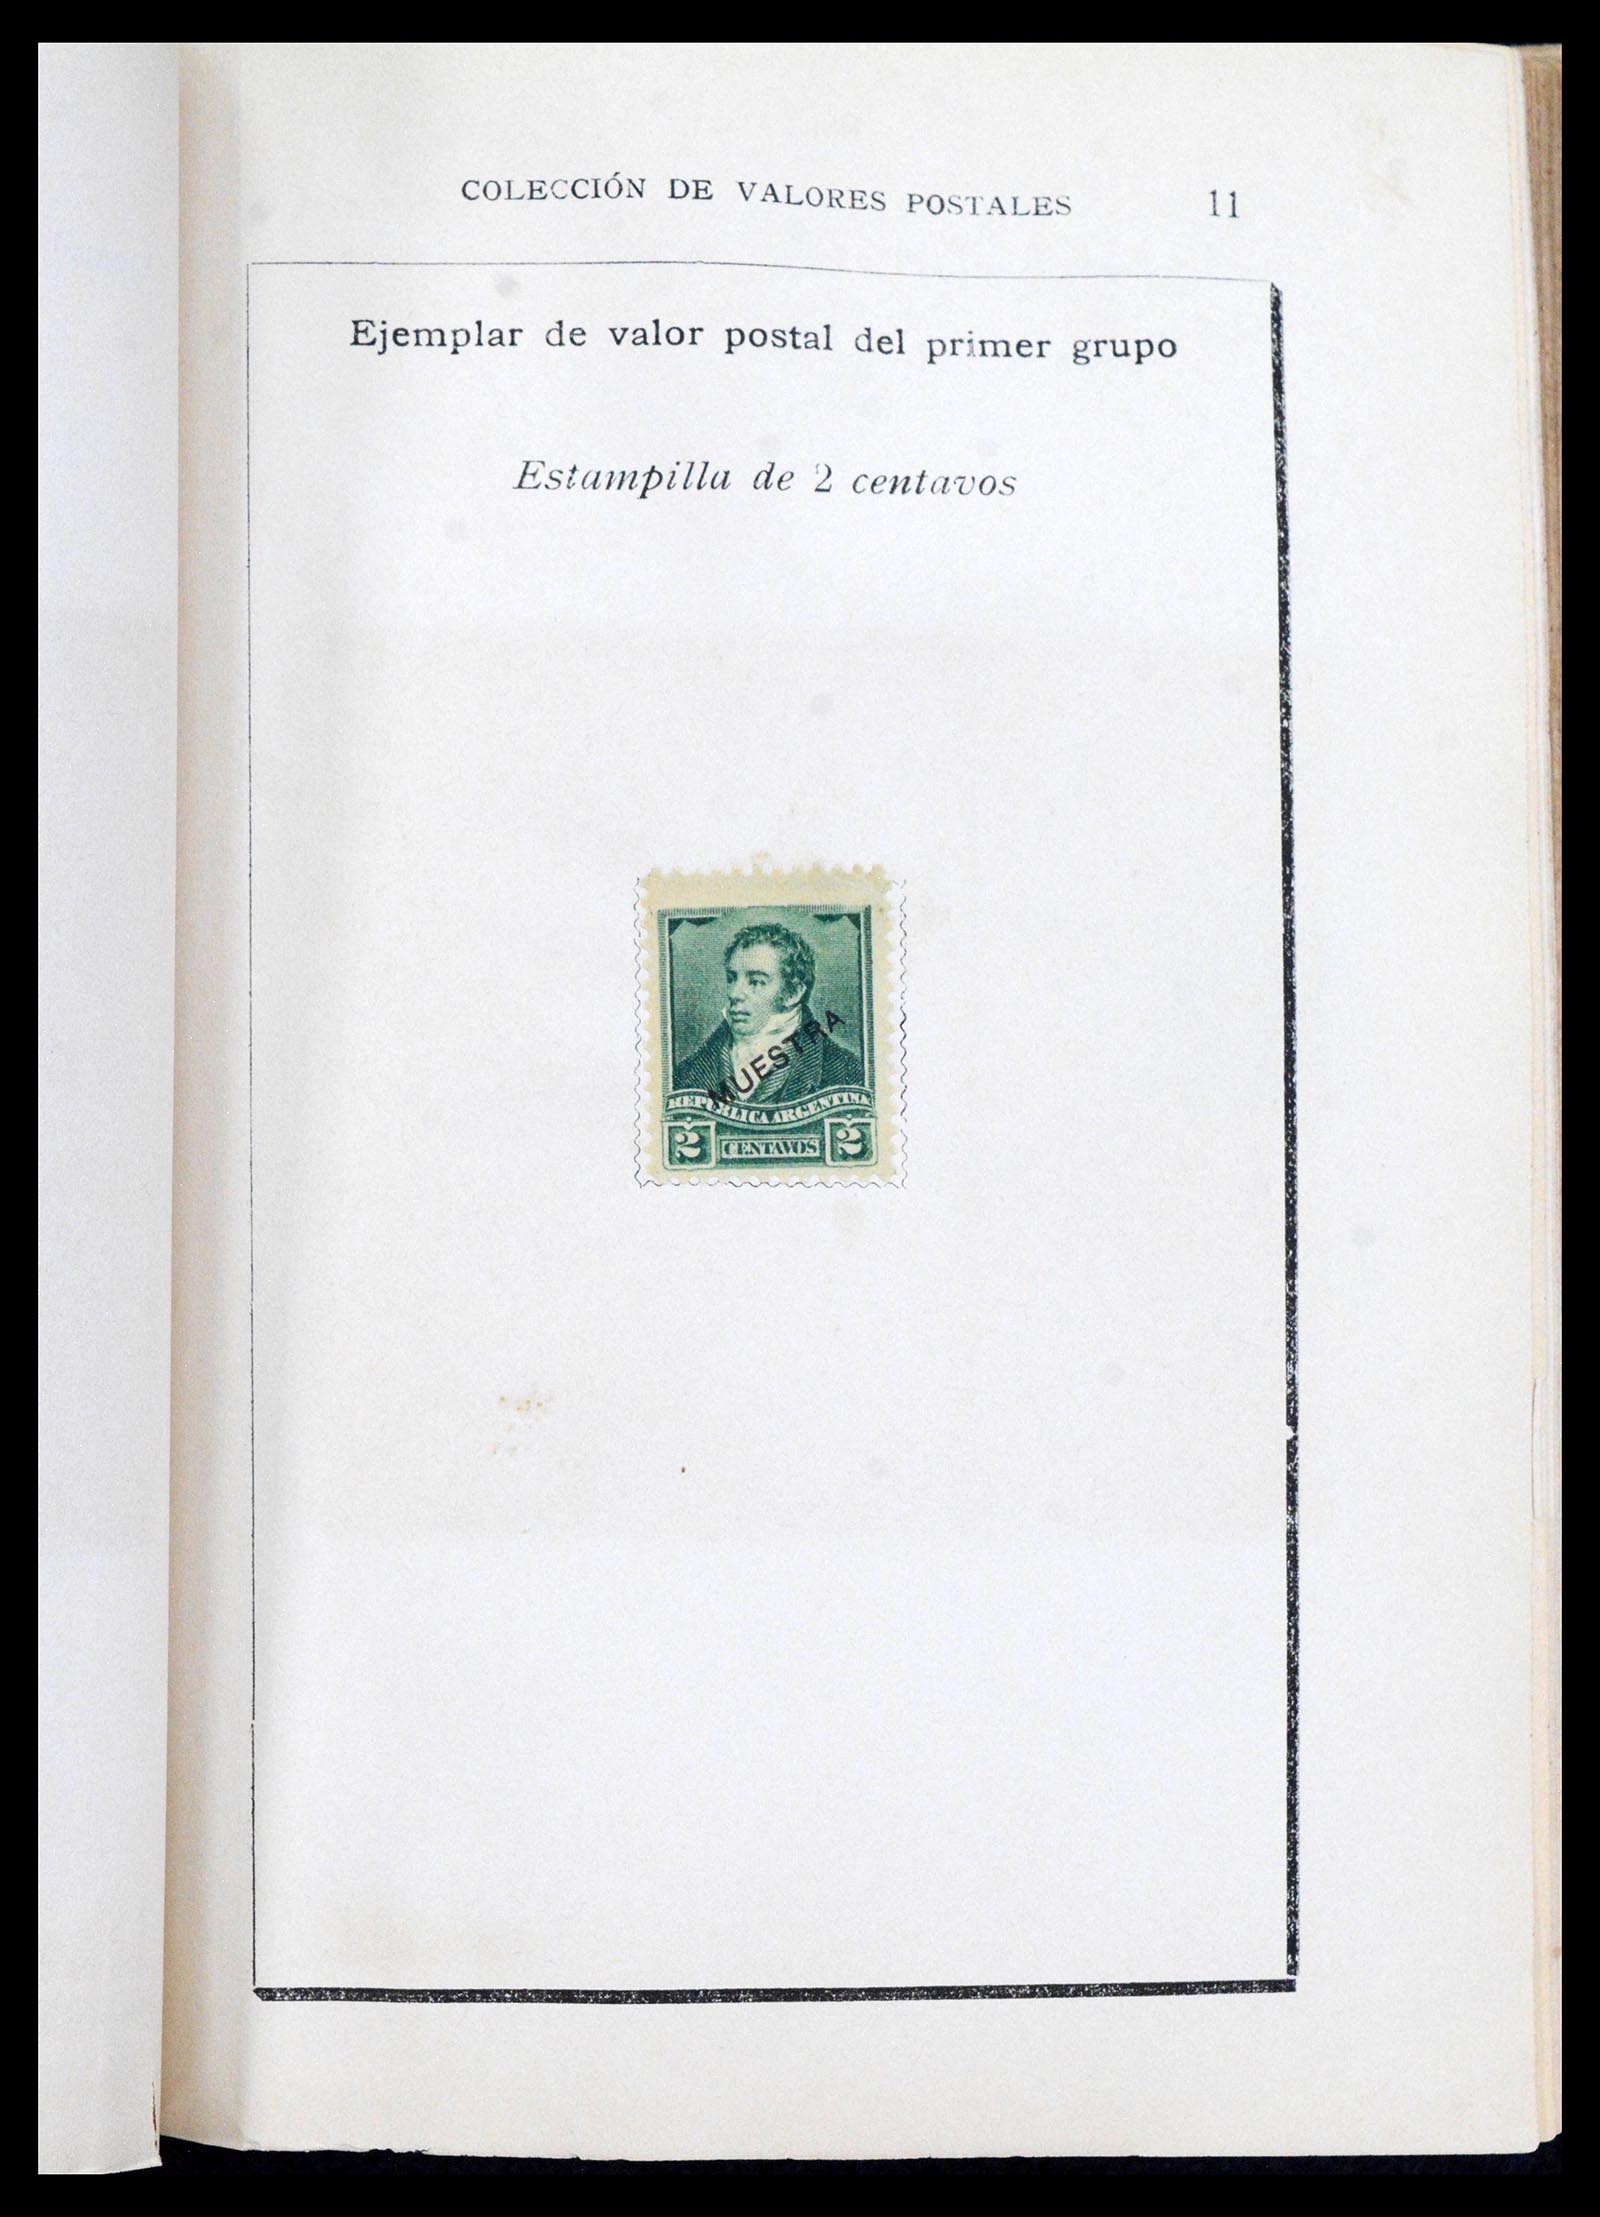 COLECCIÓN DE VALORES POSTALES 11
Ejemplar de valor postal del primer grupo
Estampilla de 2 centavos
MUESTRA
REPUBLICA ARGENTINA
2 CENTAVOS 2